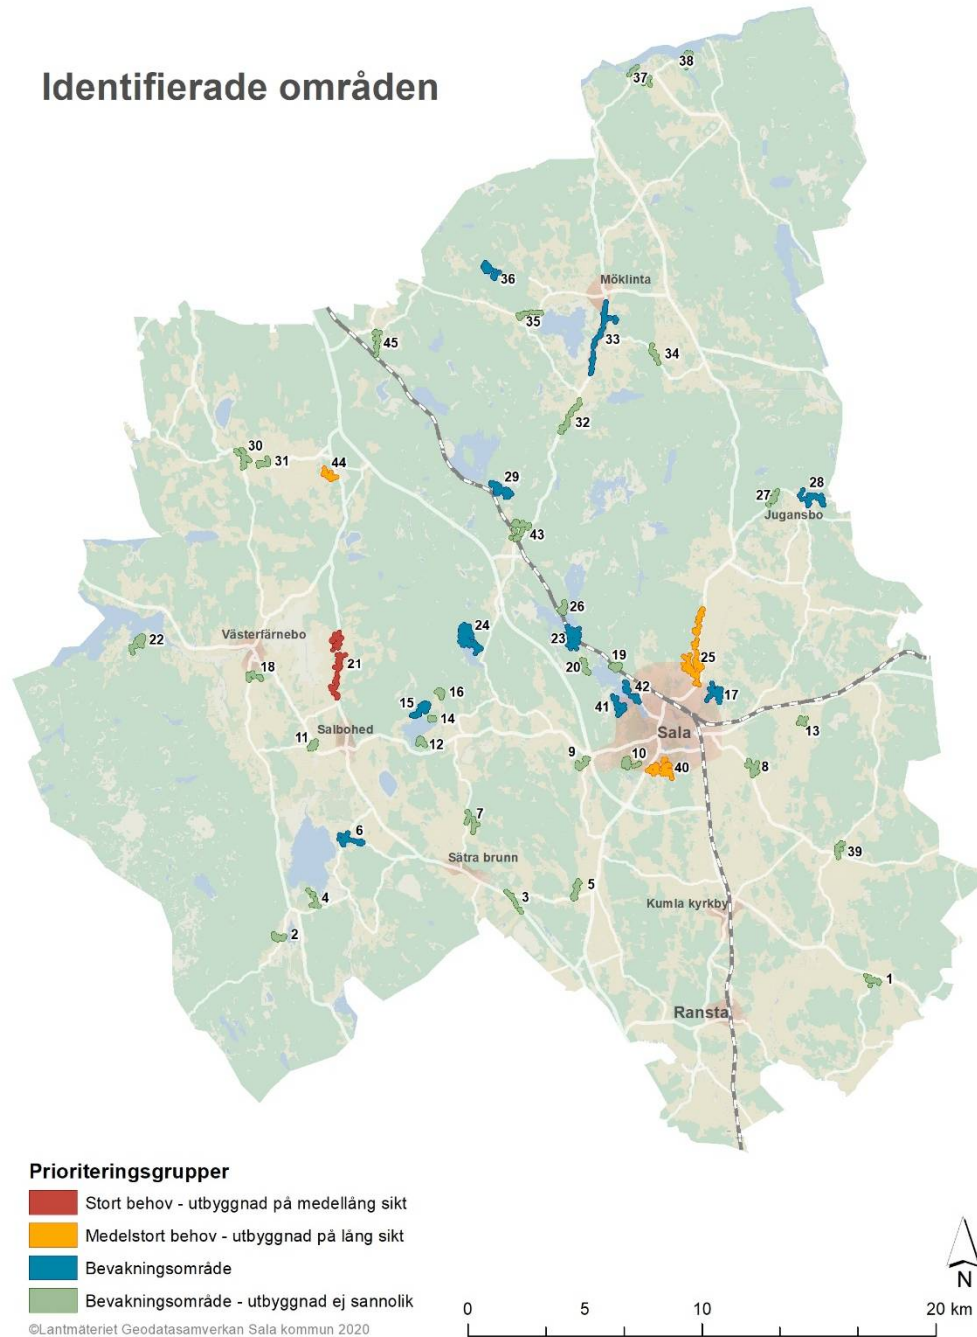 Identifierade områden
38
37
36
Möklinta
35
33
45
34
32
30
31
44
29
28
27
Jugansbo
43
26
24
23
22
Västerfärnebo
21
25
19
20
18
42
17
16
15
41
14
13
Salbohed
Sala
11
12
9
10
40
8
7
6
39
Sätra brunn
5
4
3
Kumla kyrkby
2
1
Ransta
Prioriteringsgrupper
Stort behov - utbyggnad på medellång sikt
Medelstort behov - utbyggnad på lång sikt
Bevakningsområde
Bevakningsområde - utbyggnad ej sannolik
N
0 5 10 20 km
©Lantmäteriet Geodatasamverkan Sala kommun 2020